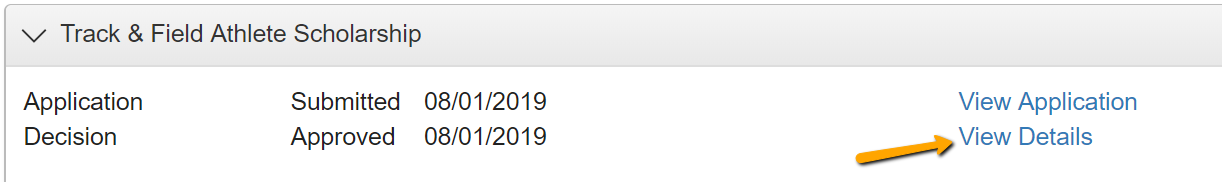 Track & Field Athlete Scholarship
Application Submitted 08/01/2019 View Application
Decision Approved 08/01/2019 View Details